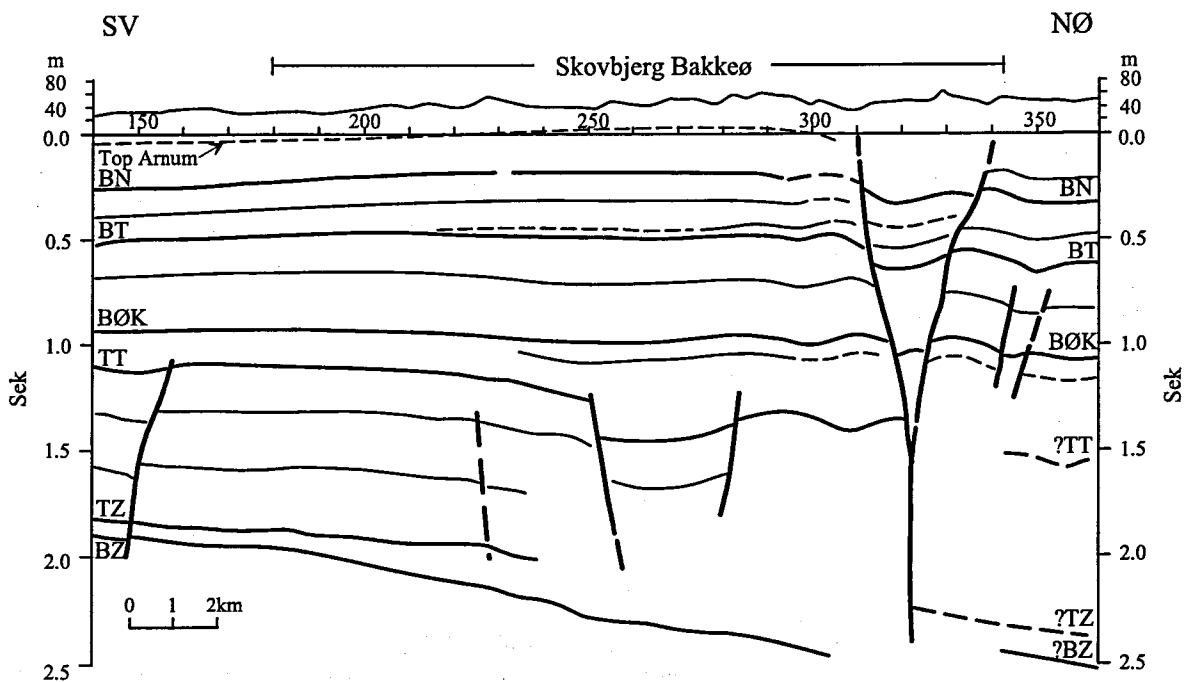 SV NØ
m Skovbjerg Bakkeø m
80 80
40 40
150 200 250 300 350
0.0 0.0
Top Arnum
BN BN
BT 0.5 0.5 BT
BØK BØK
1.0 1.0
TT
Sek Sek
1.5 ?TT 1.5
TZ
BZ 2.0 2.0
0 1 2km
?TZ
?BZ
2.5 2.5